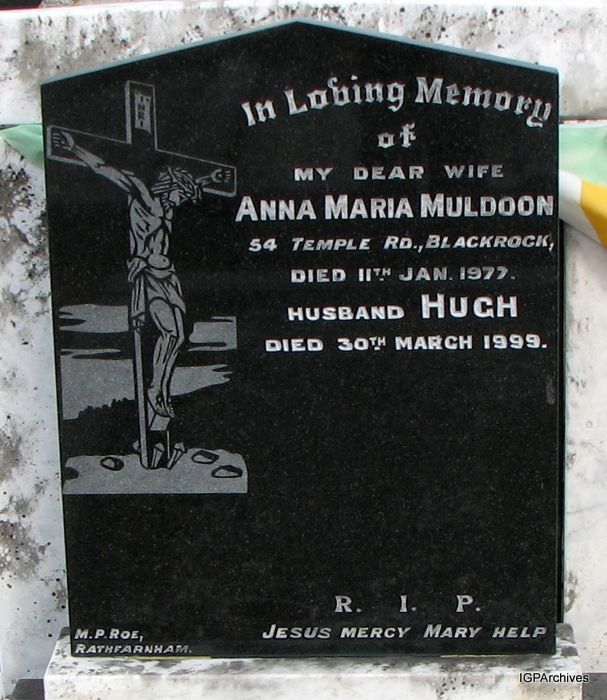 INRI
In Loving Memory
of
MY DEAR WIFE
ANNA MARIA MULDOON
54 TEMPLE RD., BLACKROCK,
DIED 11TH JAN. 1977.
HUSBAND HUGH
DIED 30TH MARCH 1999.
R. I. P.
JESUS MERCY MARY HELP
M.P. ROE,
RATHFARNHAM.
IGPArchives